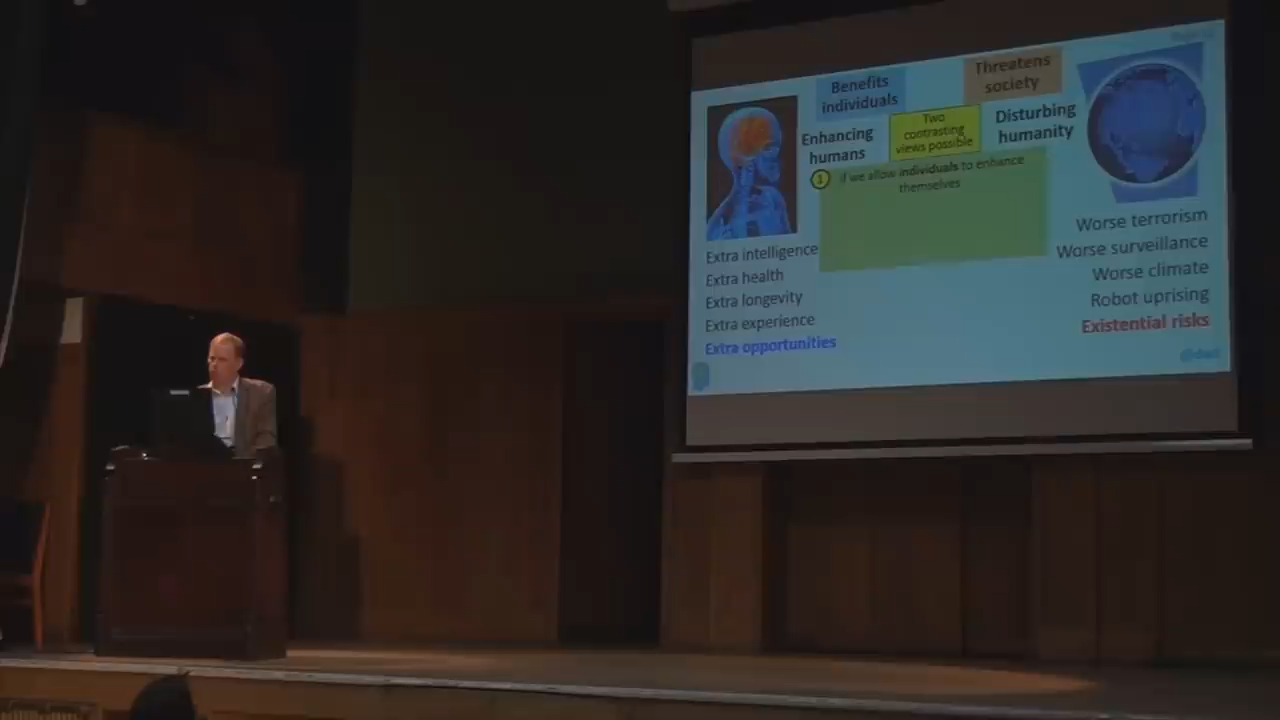 Benefits
individuals
Threatens
society
Enhancing
humans
Two
contrasting
views possible
Disturbing
humanity
1 If we allow individuals to enhance
themselves
Extra intelligence
Extra health
Extra longevity
Extra experience
Extra opportunities
Worse terrorism
Worse surveillance
Worse climate
Robot uprising
Existential risks